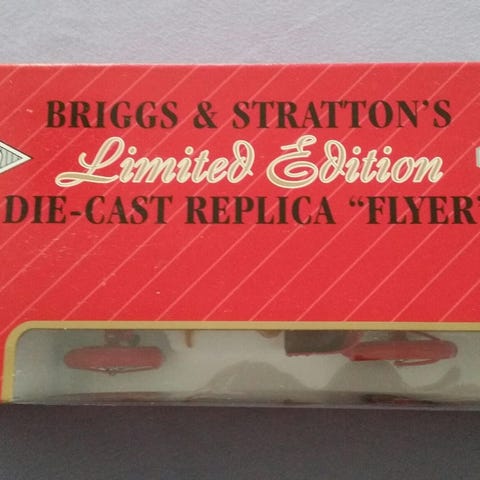 BRIGGS & STRATTON'S
Limited Edition
DIE-CAST REPLICA "FLYER"